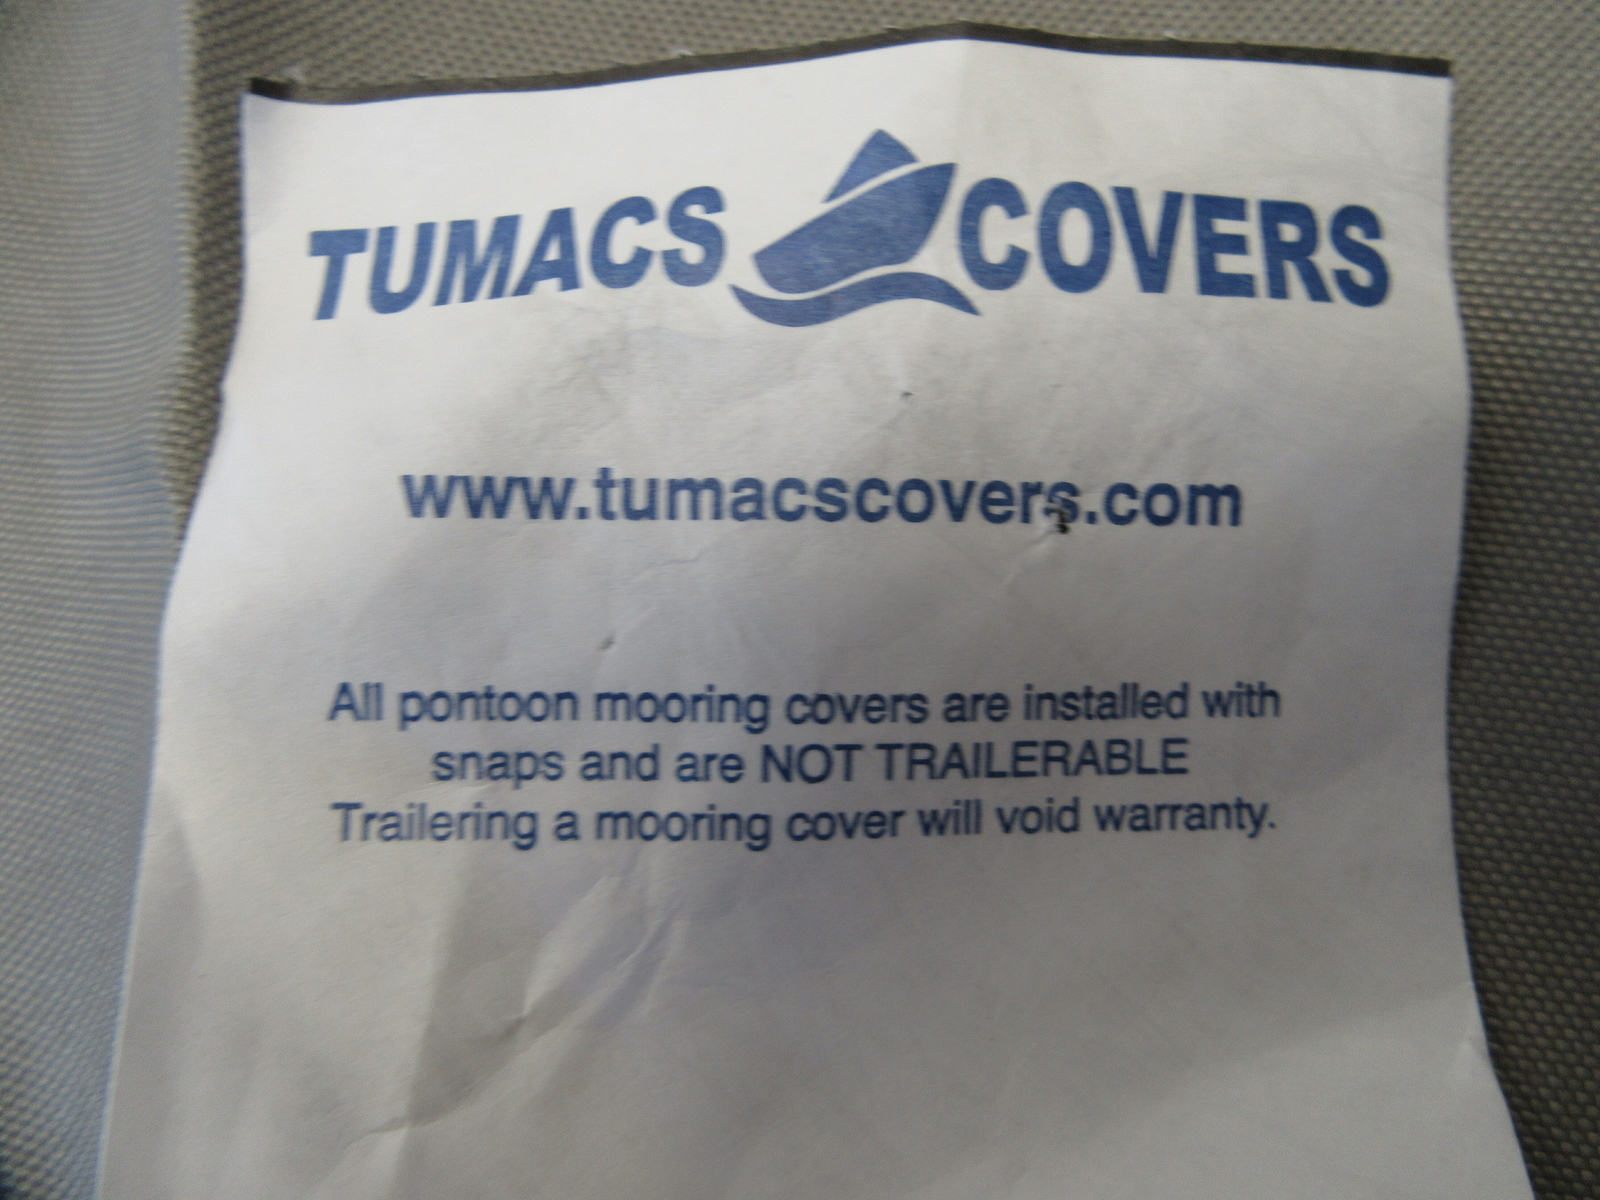 TUMACS COVERS
www.tumacscovers.com
All pontoon mooring covers are installed with
snaps and are NOT TRAILERABLE
Trailering a mooring cover will void warranty.